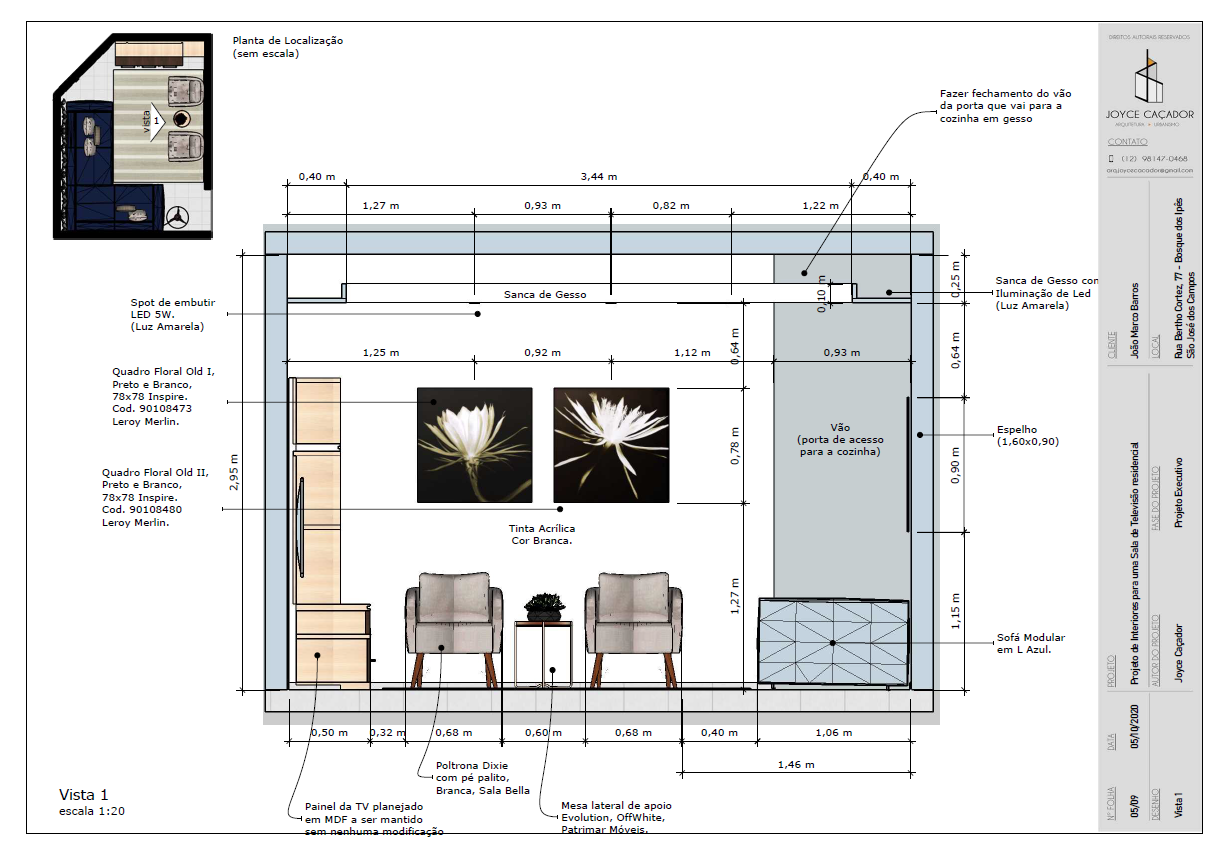 Planta de Localização
(sem escala)
vista
1
Fazer fechamento do vão
da porta que vai para a
cozinha em gesso
0,40 m
3,44 m
0,40 m
1,27 m
0,93 m
0,82 m
1,22 m
Spot de embutir
LED 5W.
(Luz Amarela)
Sanca de Gesso
0,10 m
0,25 m
Sanca de Gesso con
Iluminação de Led
(Luz Amarela)
1,25 m
0,92 m
1,12 m
0,64 m
0,93 m
0,64 m
Quadro Floral Old I,
Preto e Branco,
78x78 Inspire.
Cod. 90108473
Leroy Merlin.
Quadro Floral Old II,
Preto e Branco,
78x78 Inspire.
Cod. 90108480
Leroy Merlin.
2,95 m
0,78 m
Vão
(porta de acesso
para a cozinha)
Espelho
(1,60x0,90)
0,90 m
Tinta Acrílica
Cor Branca.
1,27 m
1,15 m
Sofá Modular
em L Azul.
0,50 m
0,32 m
0,68 m
0,60 m
0,68 m
0,40 m
1,06 m
1,46 m
Poltrona Dixie
com pé palito,
Branca, Sala Bella
Painel da TV planejado
em MDF a ser mantido
sem nenhuma modificação
Mesa lateral de apoio
Evolution, OffWhite,
Patrimar Móveis.
Vista 1
escala 1:20
DIREITOS AUTORAIS RESERVADOS
JOYCE CAÇADOR
ARQUITETURA + URBANISMO
CONTATO
(12) 98147-0468
arq.joycecacador@gmail.com
CLIENTE
João Marco Barros
LOCAL
Rua Bertho Cortez, 77 - Bosque dos Ipês
São José dos Campos
PROJETO
Projeto de Interiores para uma Sala de Televisão residencial
FASE DO PROJETO
Projeto Executivo
AUTOR DO PROJETO
Joyce Caçador
DATA
05/10/2020
Nº FOLHA
05/09
DESENHO
Vista 1